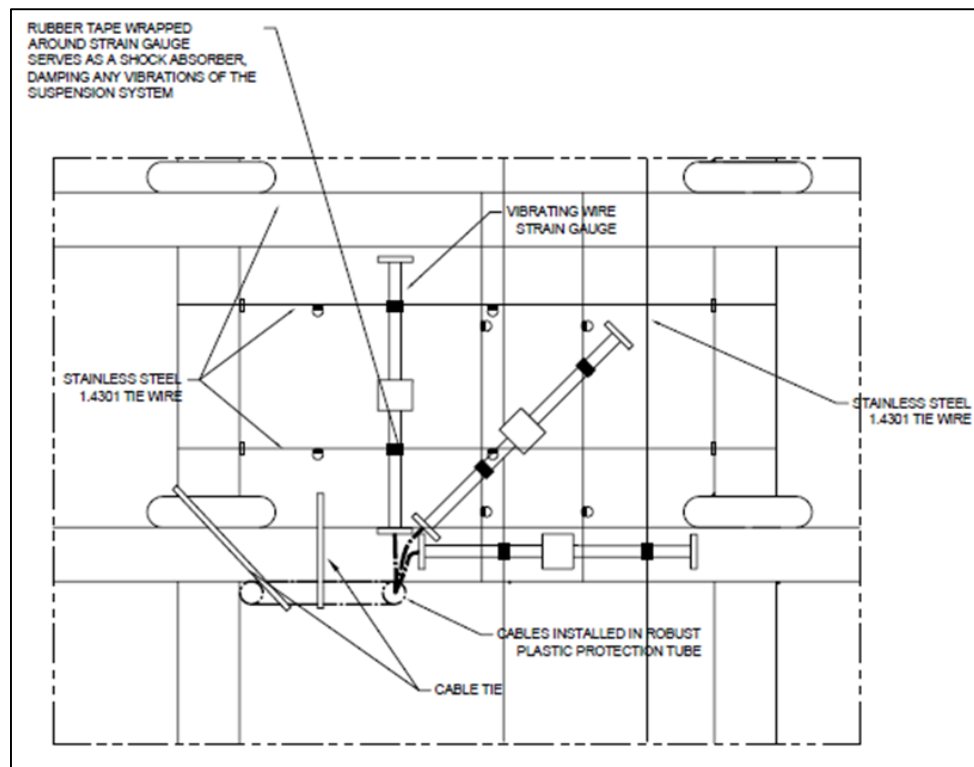 RUBBER TAPE WRAPPED
AROUND STRAIN GAUGE
SERVES AS A SHOCK ABSORBER,
DAMPING ANY VIBRATIONS OF THE
SUSPENSION SYSTEM
VIBRATING WIRE
STRAIN GAUGE
STAINLESS STEEL
1.4301 TIE WIRE
STAINLESS STEEL
1.4301 TIE WIRE
CABLES INSTALLED IN ROBUST
PLASTIC PROTECTION TUBE
CABLE TIE